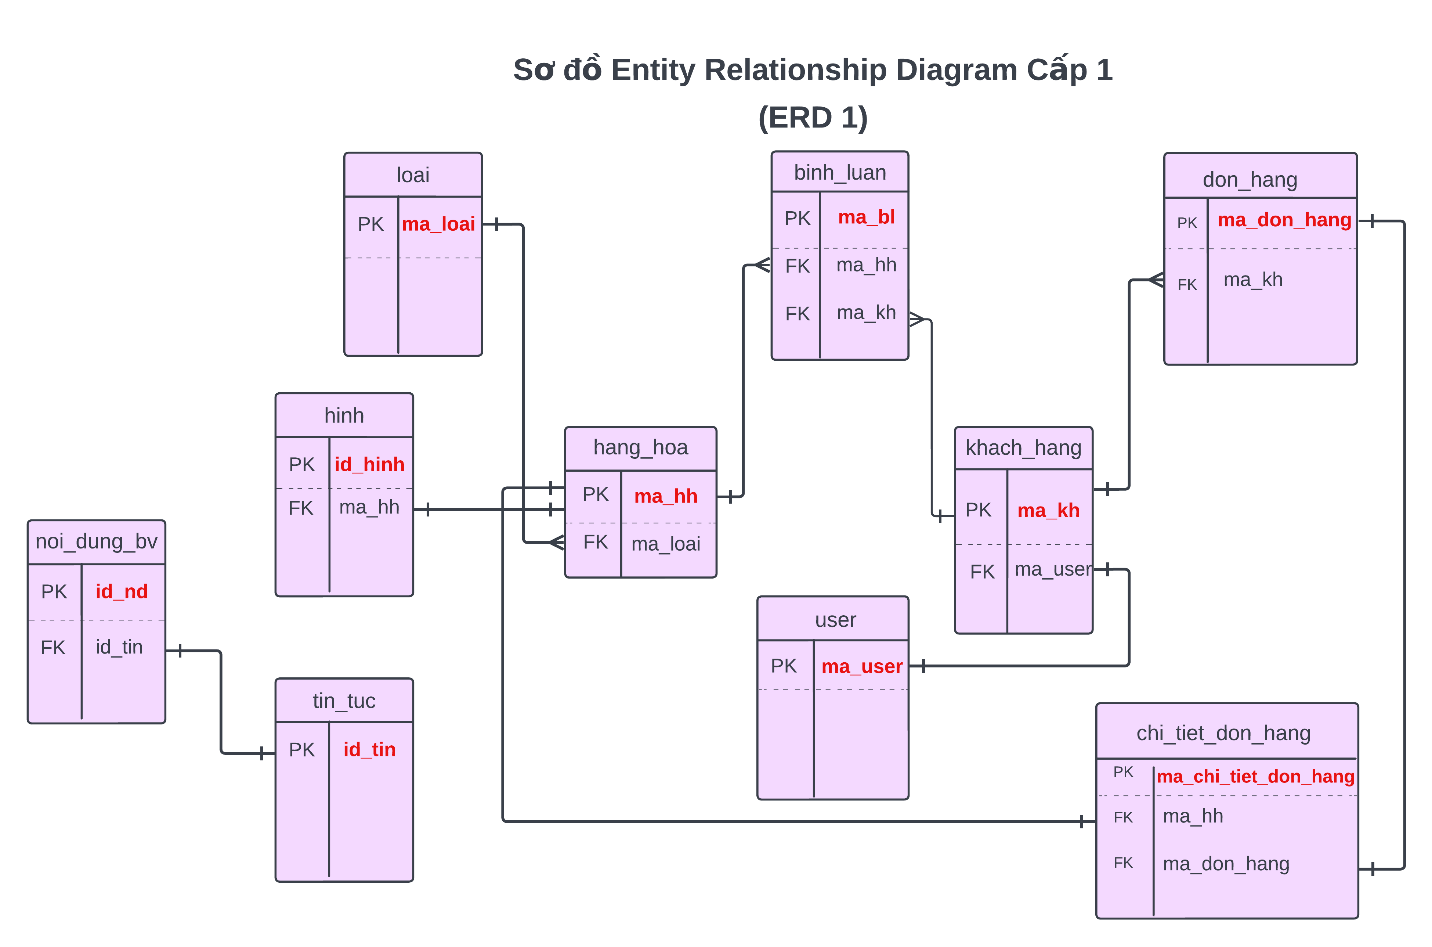 Sơ đồ Entity Relationship Diagram Cấp 1
(ERD 1)
loai
PK ma_loai
binh_luan
PK ma_bl
FK ma_hh
FK ma_kh
don_hang
PK ma_don_hang
FK ma_kh
hinh
PK id_hinh
FK ma_hh
hang_hoa
PK ma_hh
FK ma_loai
khach_hang
PK ma_kh
FK ma_user
noi_dung_bv
PK id_nd
FK id_tin
user
PK ma_user
tin_tuc
PK id_tin
chi_tiet_don_hang
PK ma_chi_tiet_don_hang
FK ma_hh
FK ma_don_hang